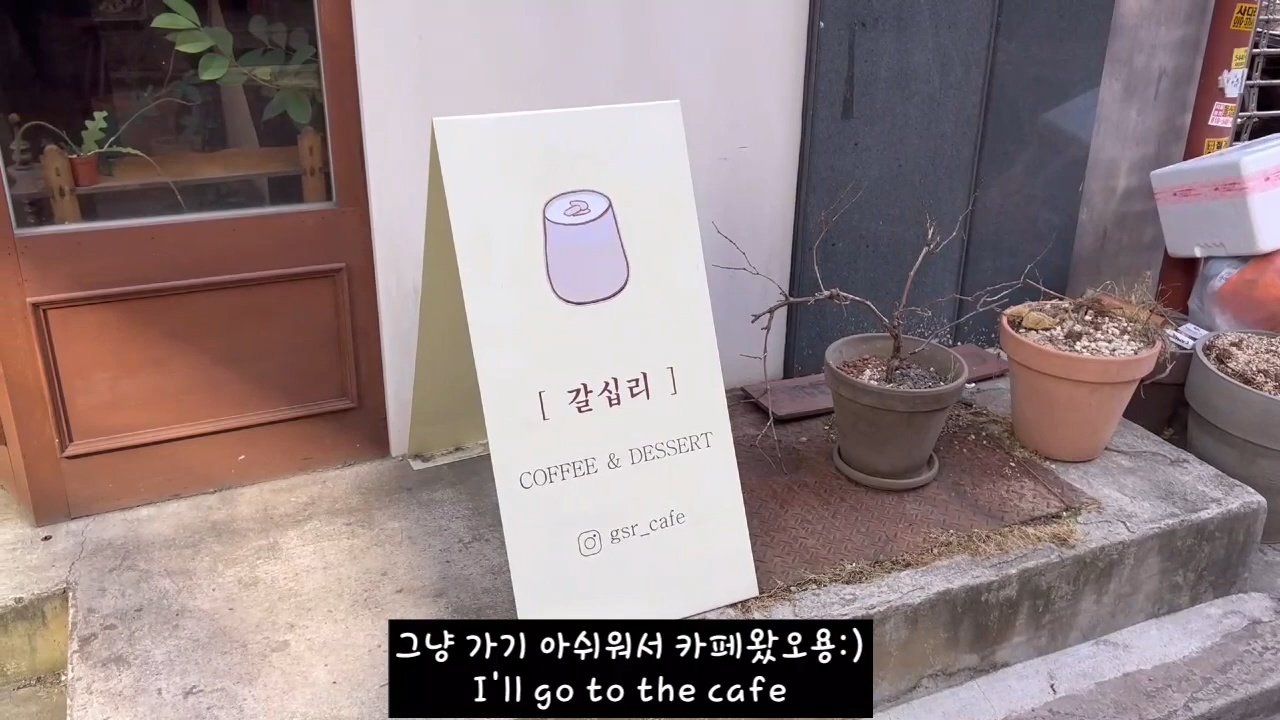 [ 갈십리 ]
COFFEE & DESSERT
gsr_cafe
그냥 가기 아쉬워서 카페왔오용:)
I'll go to the cafe